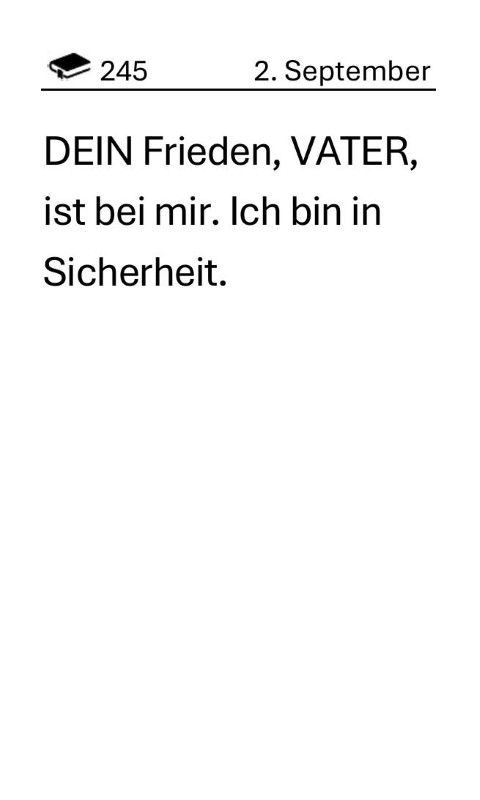 245 2. September
DEIN Frieden, VATER,
ist bei mir. Ich bin in
Sicherheit.